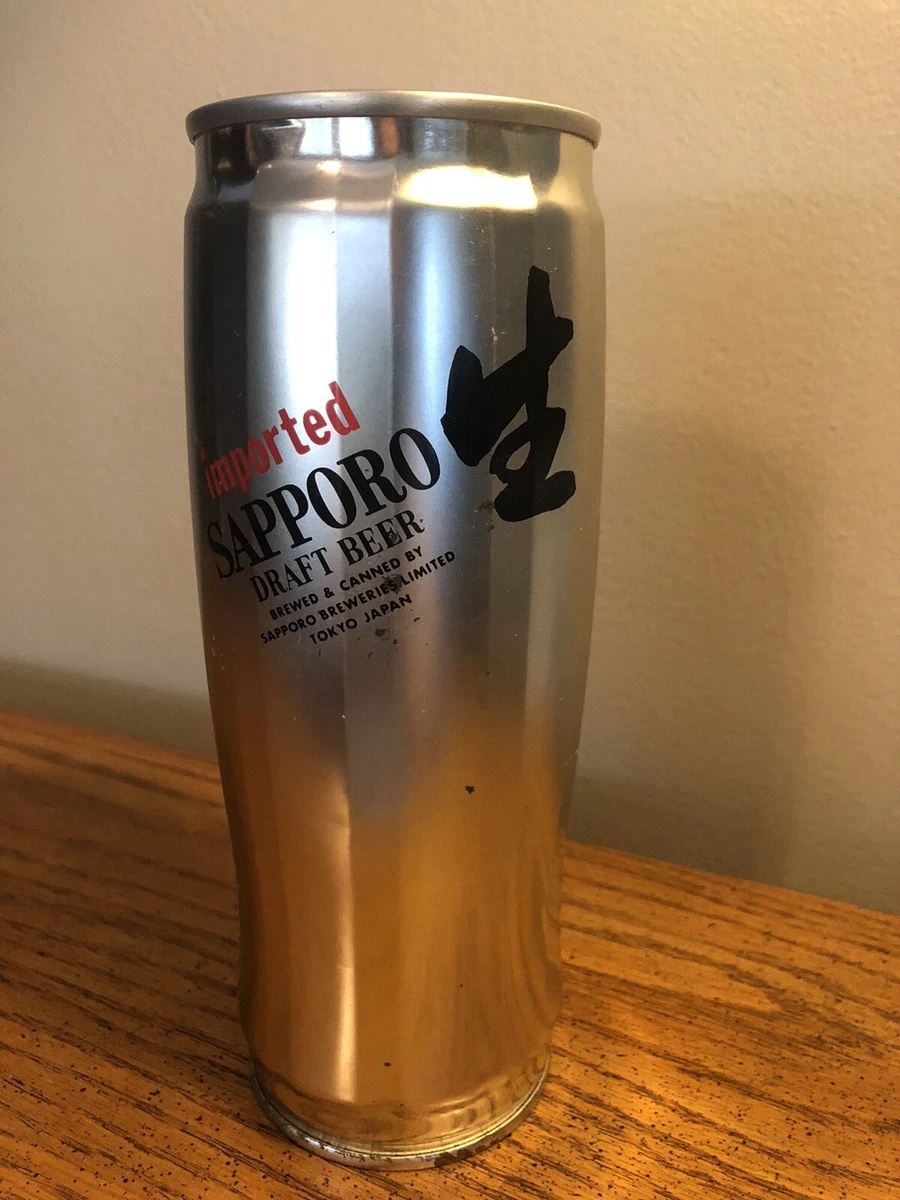 生
imported
SAPPORO
DRAFT BEER
BREWED & CANNED BY
SAPPORO BREWERIES LIMITED
TOKYO JAPAN